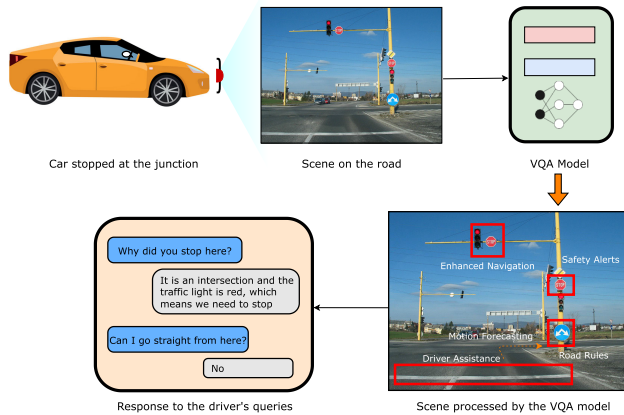 Car stopped at the junction
Scene on the road
VQA Model
STOP
Enhanced Navigation
Safety Alerts
STOP
Motion Forecasting
Road Rules
Driver Assistance
Scene processed by the VQA model
Why did you stop here?
It is an intersection and the
traffic light is red, which
means we need to stop
Can I go straight from here?
No
Response to the driver's queries